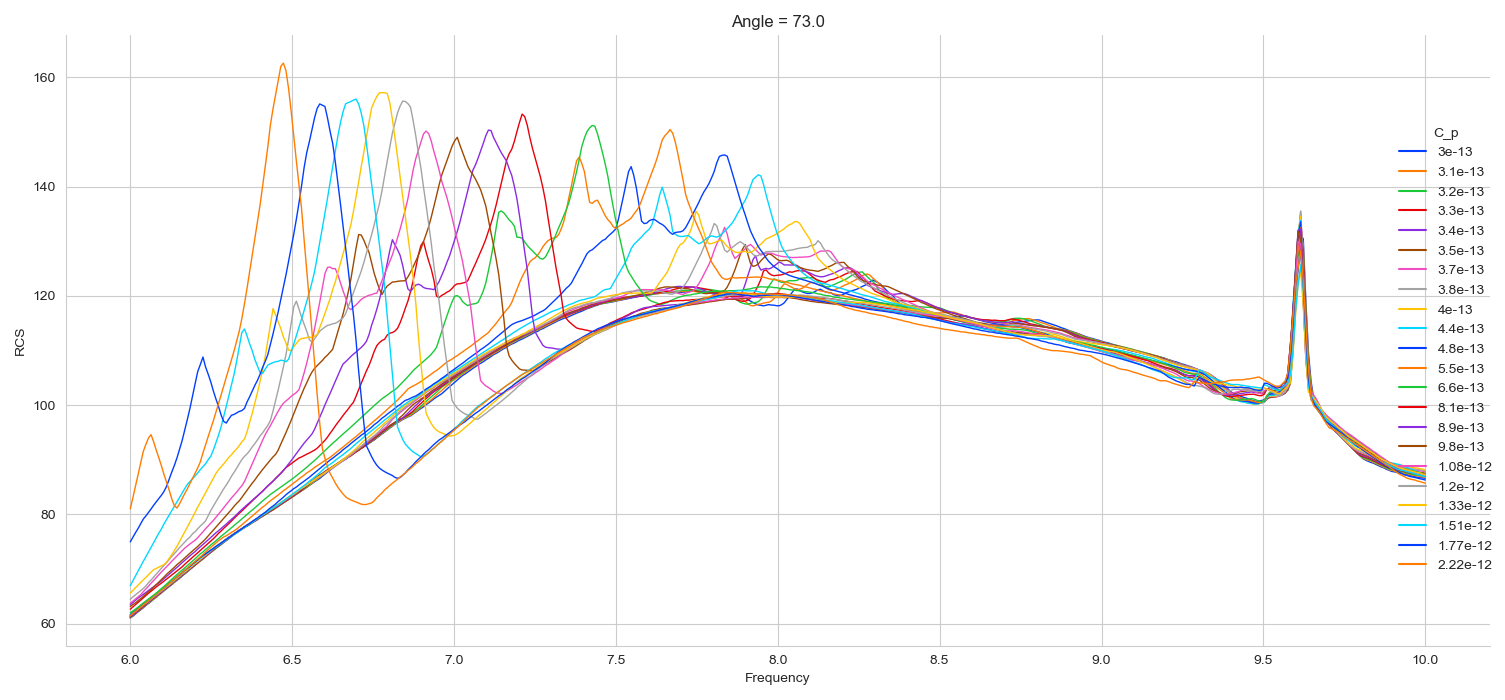 Angle = 73.0
160
140
120
100
80
60
RCS
6.0 6.5 7.0 7.5 8.0 8.5 9.0 9.5 10.0
Frequency
C_p
3e-13
3.1e-13
3.2e-13
3.3e-13
3.4e-13
3.5e-13
3.7e-13
3.8e-13
4e-13
4.4e-13
4.8e-13
5.5e-13
6.6e-13
8.1e-13
8.9e-13
9.8e-13
1.08e-12
1.2e-12
1.33e-12
1.51e-12
1.77e-12
2.22e-12